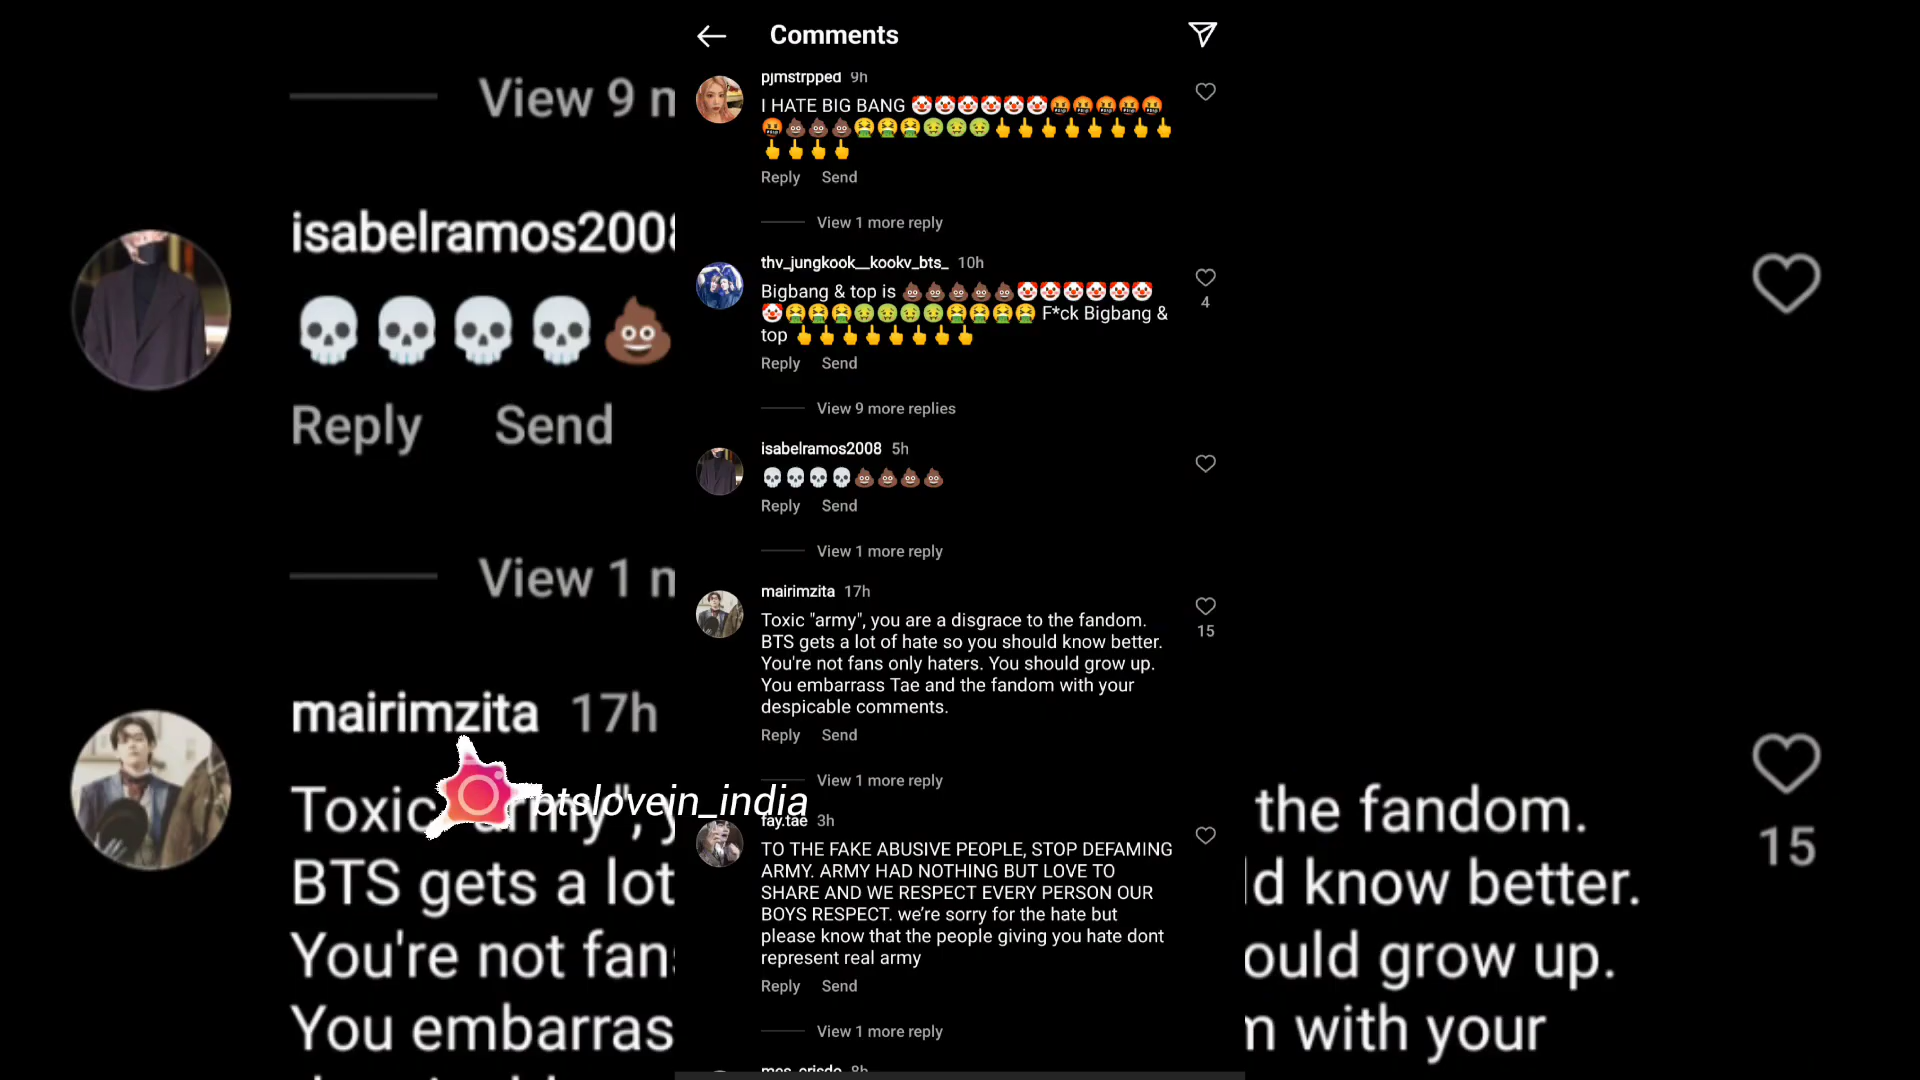 Comments
pjmstrpped 9h
I HATE BIG BANG 🤡🤡🤡🤡🤡🤡🤬🤬🤬🤬🤬
🤬💩💩💩🤮🤮🤮🤢🤢🤢🖕🖕🖕🖕🖕🖕🖕🖕
🖕🖕🖕🖕
Reply Send
View 1 more reply
thv_jungkook__kookv_bts_ 10h
Bigbang & top is 💩💩💩💩💩🤡🤡🤡🤡🤡🤡
🤡🤮🤮🤮🤢🤢🤢🤢🤮🤮🤮🤮 F*ck Bigbang &
top 🖕🖕🖕🖕🖕🖕🖕🖕
4
Reply Send
View 9 more replies
isabelramos2008 5h
💀💀💀💀💩💩💩💩
Reply Send
View 1 more reply
mairimzita 17h
Toxic "army", you are a disgrace to the fandom.
BTS gets a lot of hate so you should know better.
You're not fans only haters. You should grow up.
You embarrass Tae and the fandom with your
despicable comments.
15
Reply Send
View 1 more reply
fay.tae 3h
TO THE FAKE ABUSIVE PEOPLE, STOP DEFAMING
ARMY. ARMY HAD NOTHING BUT LOVE TO
SHARE AND WE RESPECT EVERY PERSON OUR
BOYS RESPECT. we're sorry for the hate but
please know that the people giving you hate dont
represent real army
Reply Send
View 1 more reply
View 9 m
isabelramos2008
💀💀💀💀💩
Reply Send
View 1 m
mairimzita 17h
Toxic "army", y
BTS gets a lot
You're not fan
You embarras
the fandom.
d know better.
ould grow up.
m with your
15
btslovein_india